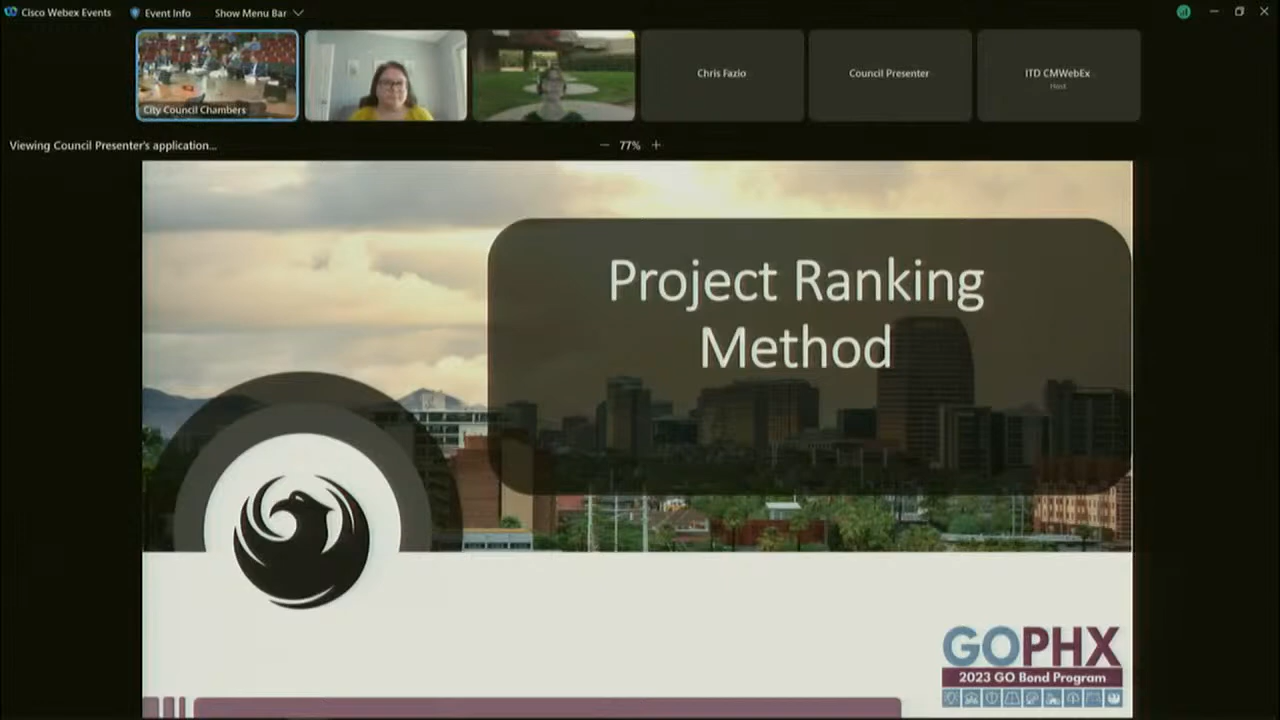 Cisco Webex Events
Event Info
Show Menu Bar
City Council Chambers
Chris Fazio
Council Presenter
ITD CMWebEx
Host
Viewing Council Presenter's application...
77%
Project Ranking
Method
GOPHX
2023 GO Bond Program